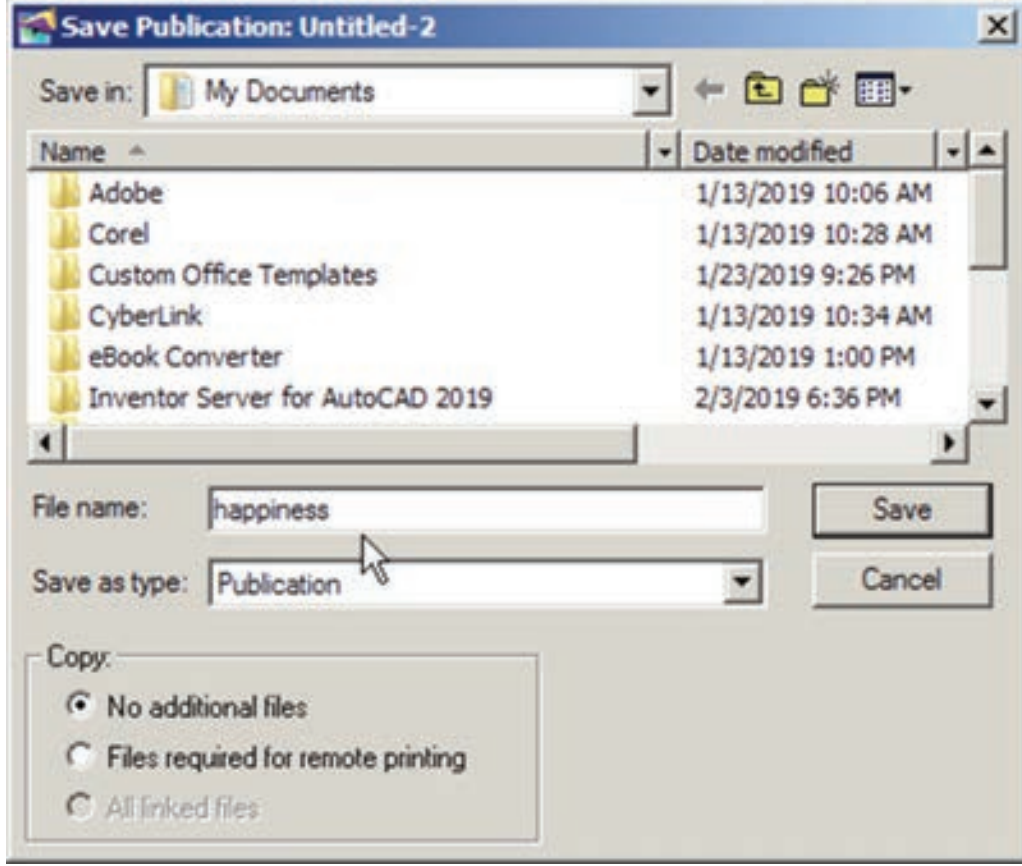 Save Publication: Untitled-2
Save in: My Documents
Name Date modified
Adobe 1/13/2019 10:06 AM
Corel 1/13/2019 10:28 AM
Custom Office Templates 1/23/2019 9:26 PM
CyberLink 1/13/2019 10:34 AM
eBook Converter 1/13/2019 1:00 PM
Inventor Server for AutoCAD 2019 2/3/2019 6:36 PM
File name: happiness Save
Save as type: Publication Cancel
Copy:
No additional files
Files required for remote printing
All linked files